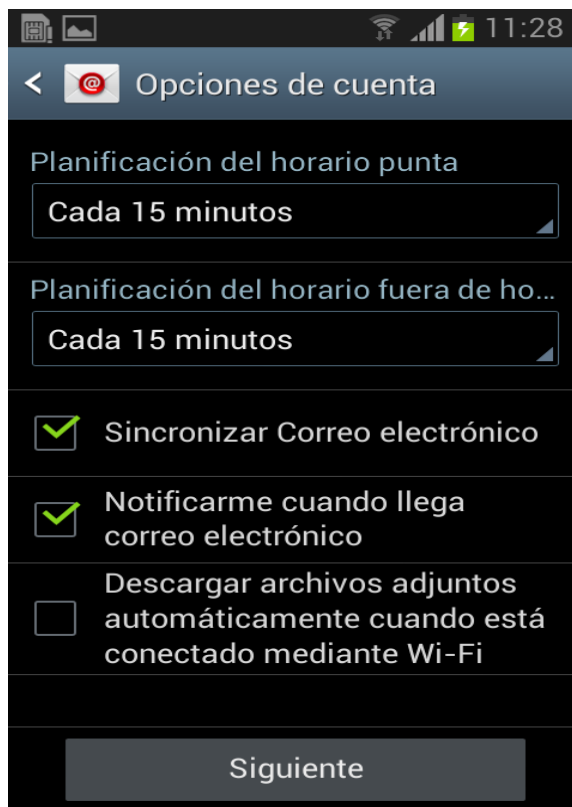 11:28
Opciones de cuenta
Planificación del horario punta
Cada 15 minutos
Planificación del horario fuera de ho...
Cada 15 minutos
Sincronizar Correo electrónico
Notificarme cuando llega
correo electrónico
Descargar archivos adjuntos
automáticamente cuando está
conectado mediante Wi-Fi
Siguiente